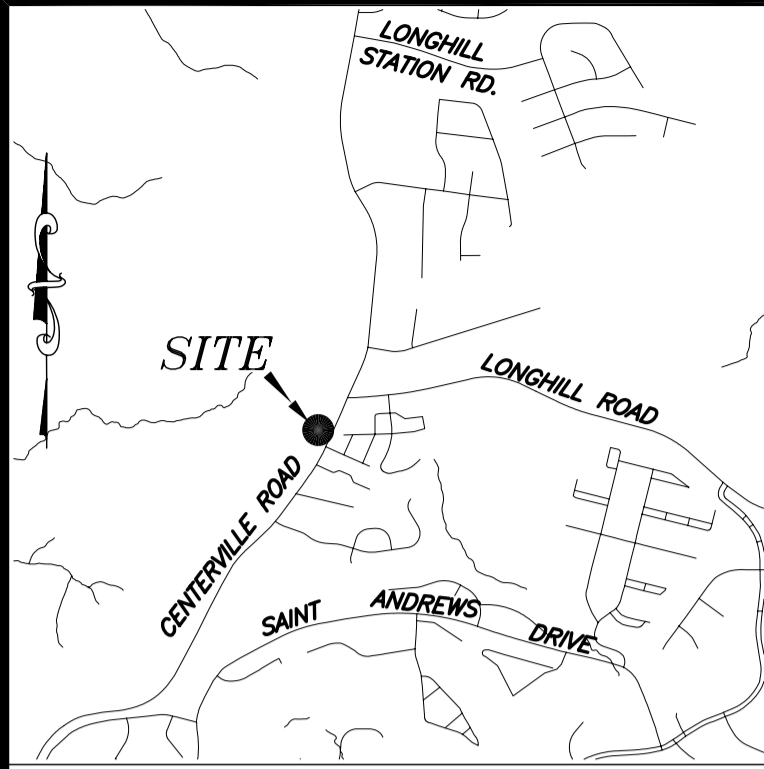 LONGHILL
STATION RD.
SITE
LONGHILL ROAD
CENTERVILLE ROAD
SAINT ANDREWS DRIVE